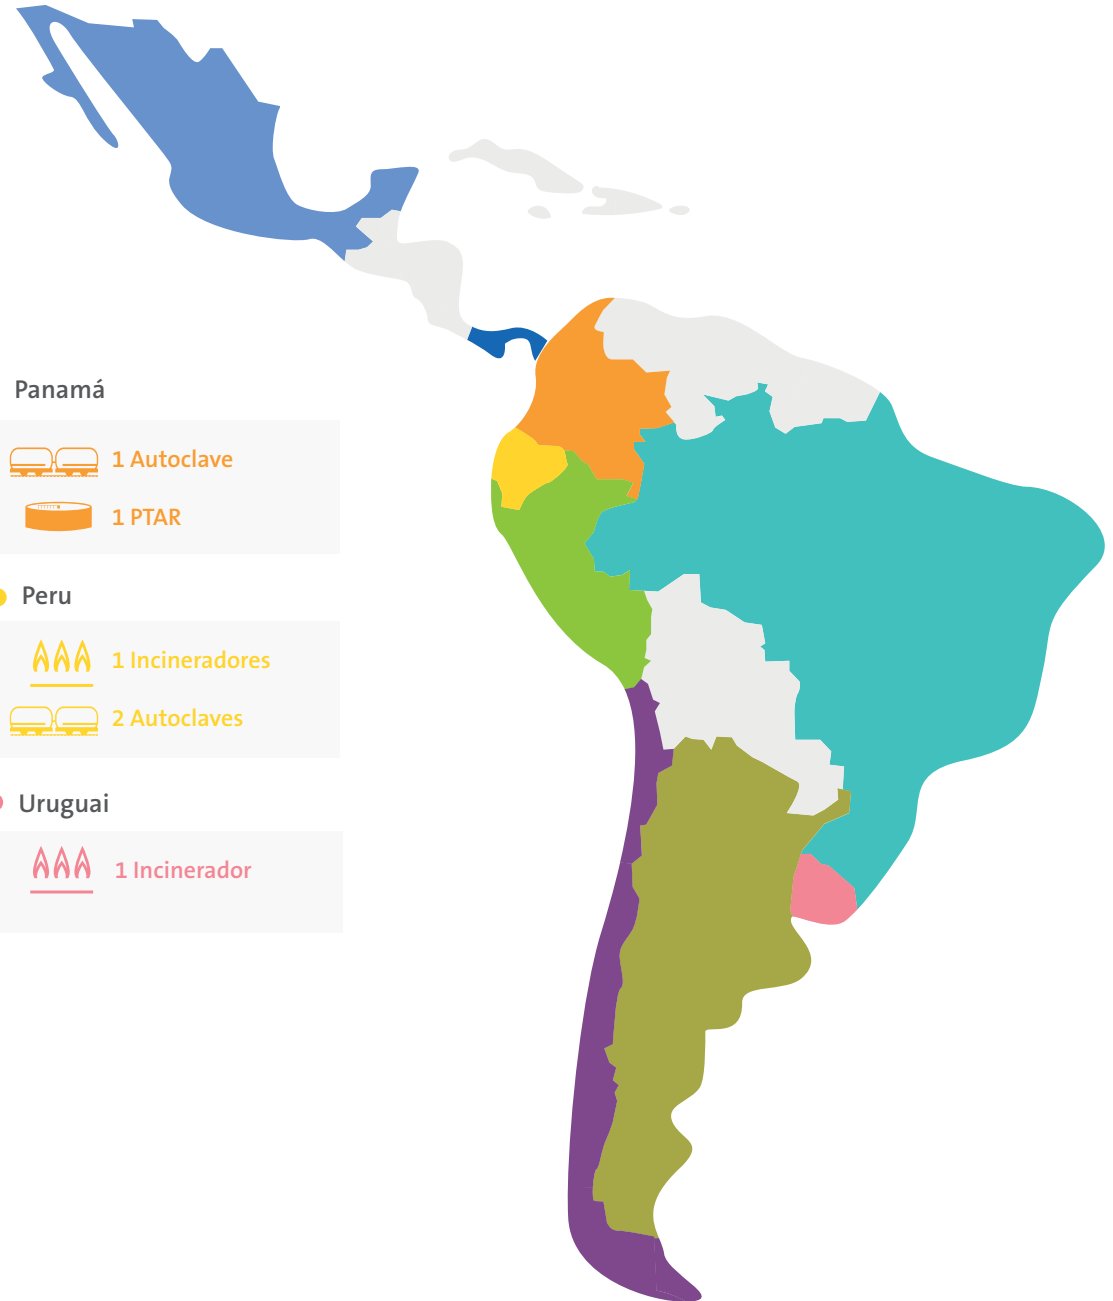 Panamá
1 Autoclave
1 PTAR
Peru
1 Incineradores
2 Autoclaves
Uruguai
1 Incinerador